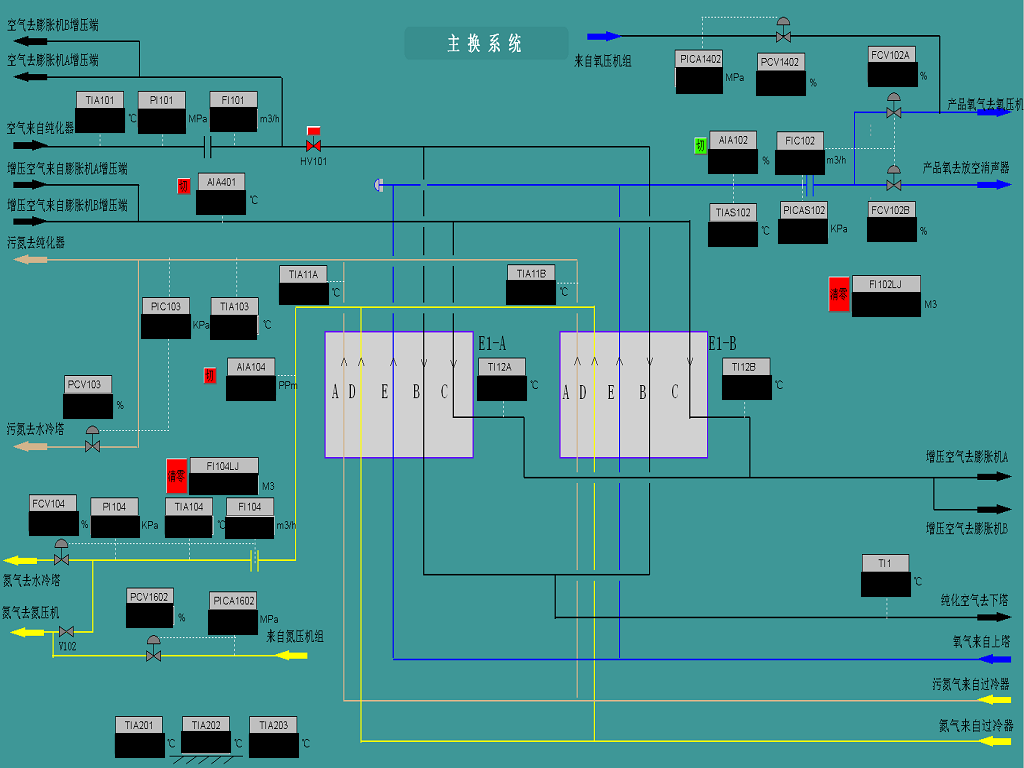 主换系统
空气去膨胀机B增压端
空气去膨胀机A增压端
来自氧压机组
PICA1402
MPa
PCV1402
%
FCV102A
%
TIA101
℃
PI101
MPa
FI101
m3/h
产品氧气去氧压机
空气来自纯化器
HV101
切
AIA102
%
FIC102
m3/h
增压空气来自膨胀机A增压端
产品氧去放空消声器
切
AIA401
℃
增压空气来自膨胀机B增压端
TIAS102
℃
PICAS102
KPa
FCV102B
%
污氮去纯化器
TIA11A
℃
TIA11B
℃
清零
FI102LJ
M3
PIC103
KPa
TIA103
℃
E1-A
E1-B
切
AIA104
PPm
TI12A
℃
TI12B
℃
A D E B C
A D E B C
PCV103
%
污氮去水冷塔
增压空气去膨胀机A
清零
FI104LJ
M3
FCV104
%
PI104
KPa
TIA104
℃
FI104
m3/h
增压空气去膨胀机B
TI1
℃
氮气去水冷塔
PCV1602
%
PICA1602
MPa
纯化空气去下塔
氮气去氮压机
来自氮压机组
V102
氧气来自上塔
污氮气来自过冷器
TIA201
℃
TIA202
℃
TIA203
℃
氮气来自过冷器